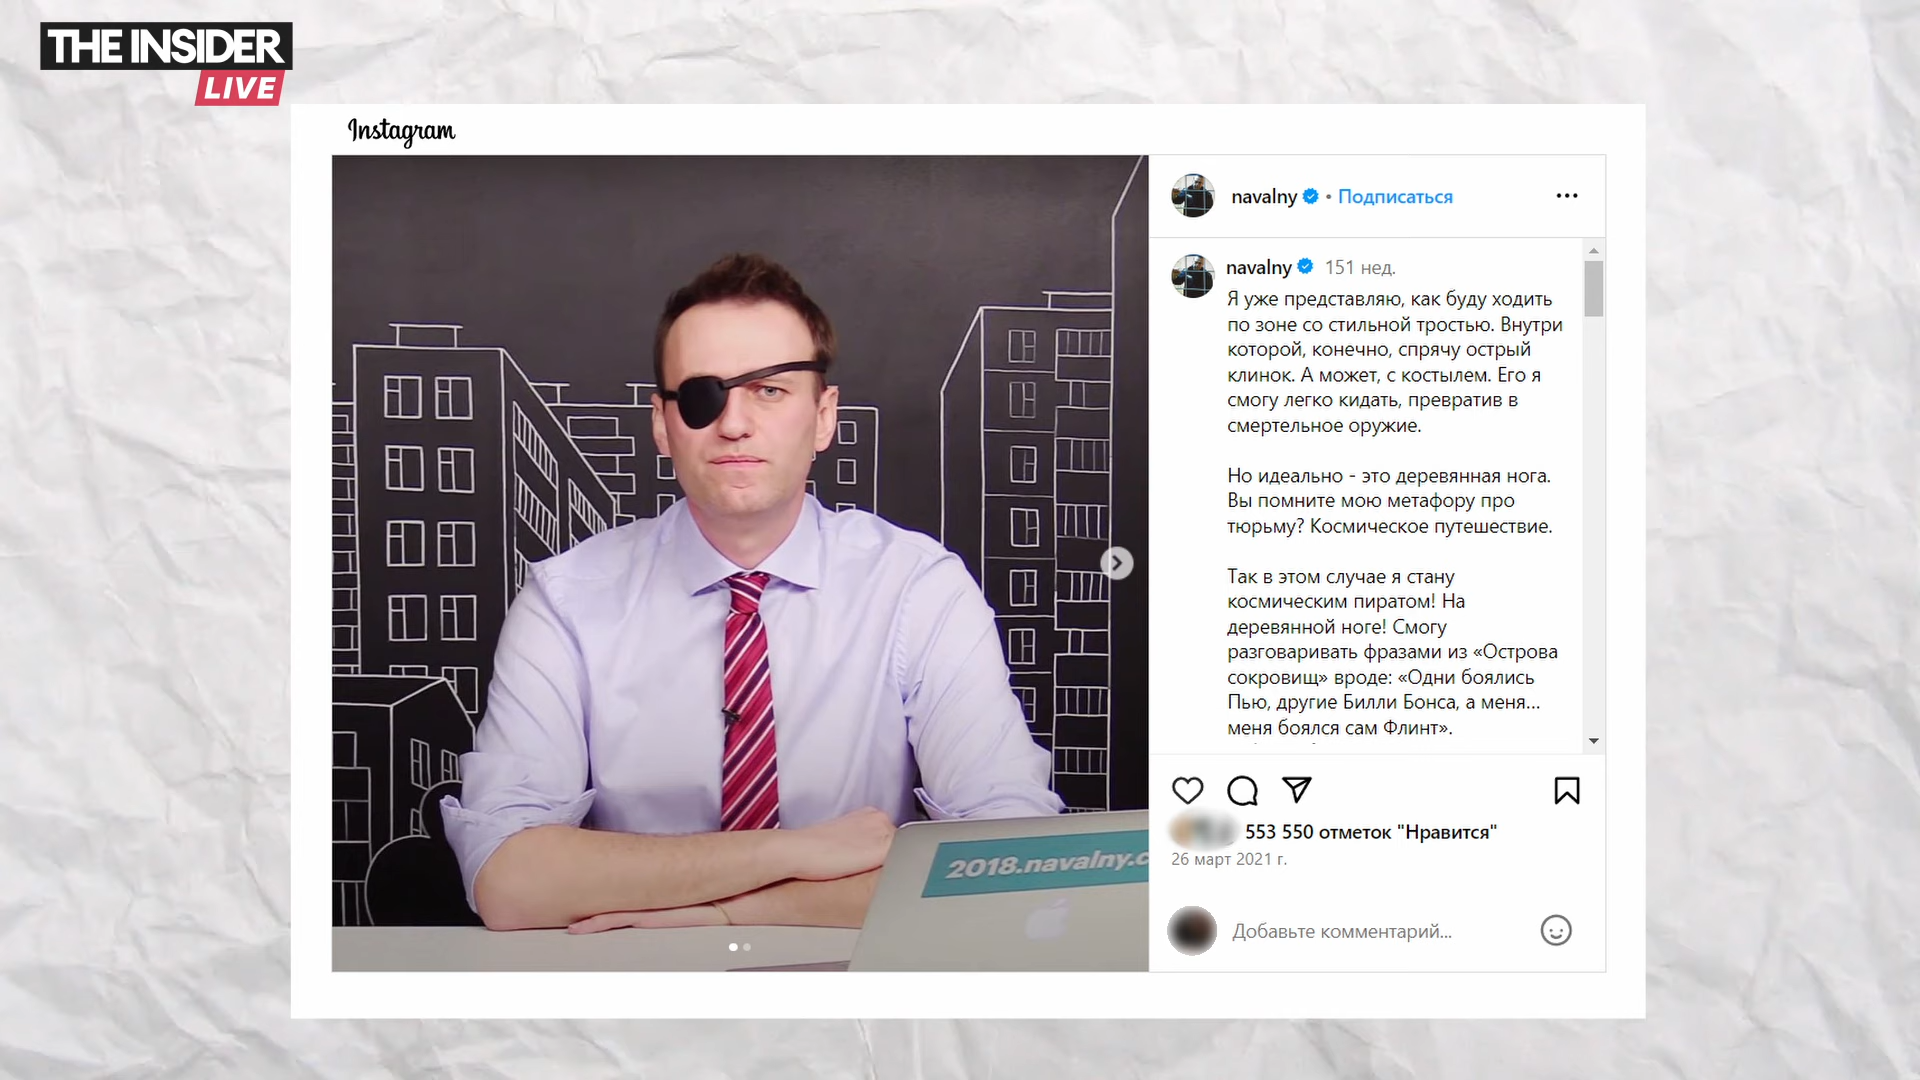 THE INSIDER
LIVE
Instagram
navalny • Подписаться
navalny 151 нед.
Я уже представляю, как буду ходить
по зоне со стильной тростью. Внутри
которой, конечно, спрячу острый
клинок. А может, с костылем. Его я
смогу легко кидать, превратив в
смертельное оружие.
Но идеально - это деревянная нога.
Вы помните мою метафору про
тюрьму? Космическое путешествие.
Так в этом случае я стану
космическим пиратом! На
деревянной ноге! Смогу
разговаривать фразами из «Острова
сокровищ» вроде: «Одни боялись
Пью, другие Билли Бонса, а меня...
меня боялся сам Флинт».
553 550 отметок "Нравится"
26 март 2021 г.
Добавьте комментарий...
2018.navalny.c